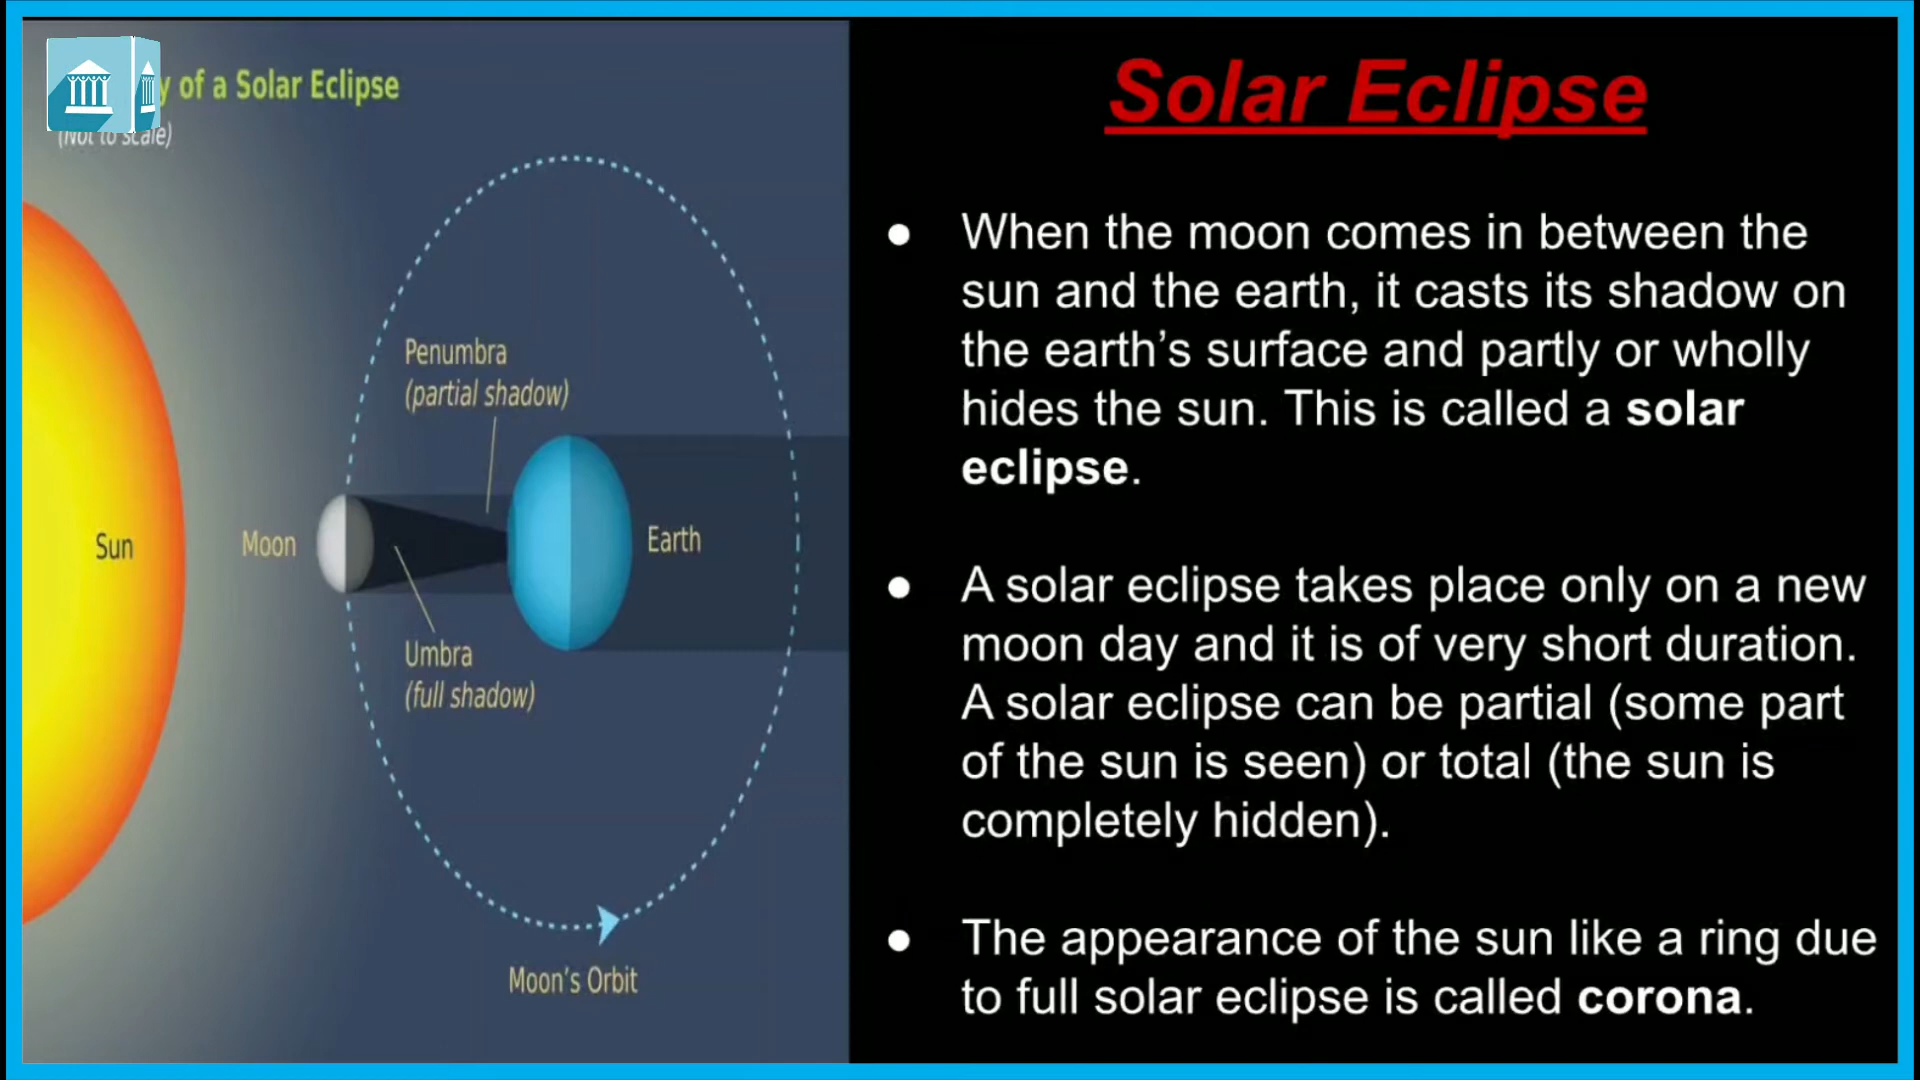 y of a Solar Eclipse
(Not to scale)
Penumbra
(partial shadow)
Sun
Moon
Earth
Umbra
(full shadow)
Moon's Orbit
Solar Eclipse
● When the moon comes in between the
sun and the earth, it casts its shadow on
the earth’s surface and partly or wholly
hides the sun. This is called a solar
eclipse.
● A solar eclipse takes place only on a new
moon day and it is of very short duration.
A solar eclipse can be partial (some part
of the sun is seen) or total (the sun is
completely hidden).
● The appearance of the sun like a ring due
to full solar eclipse is called corona.